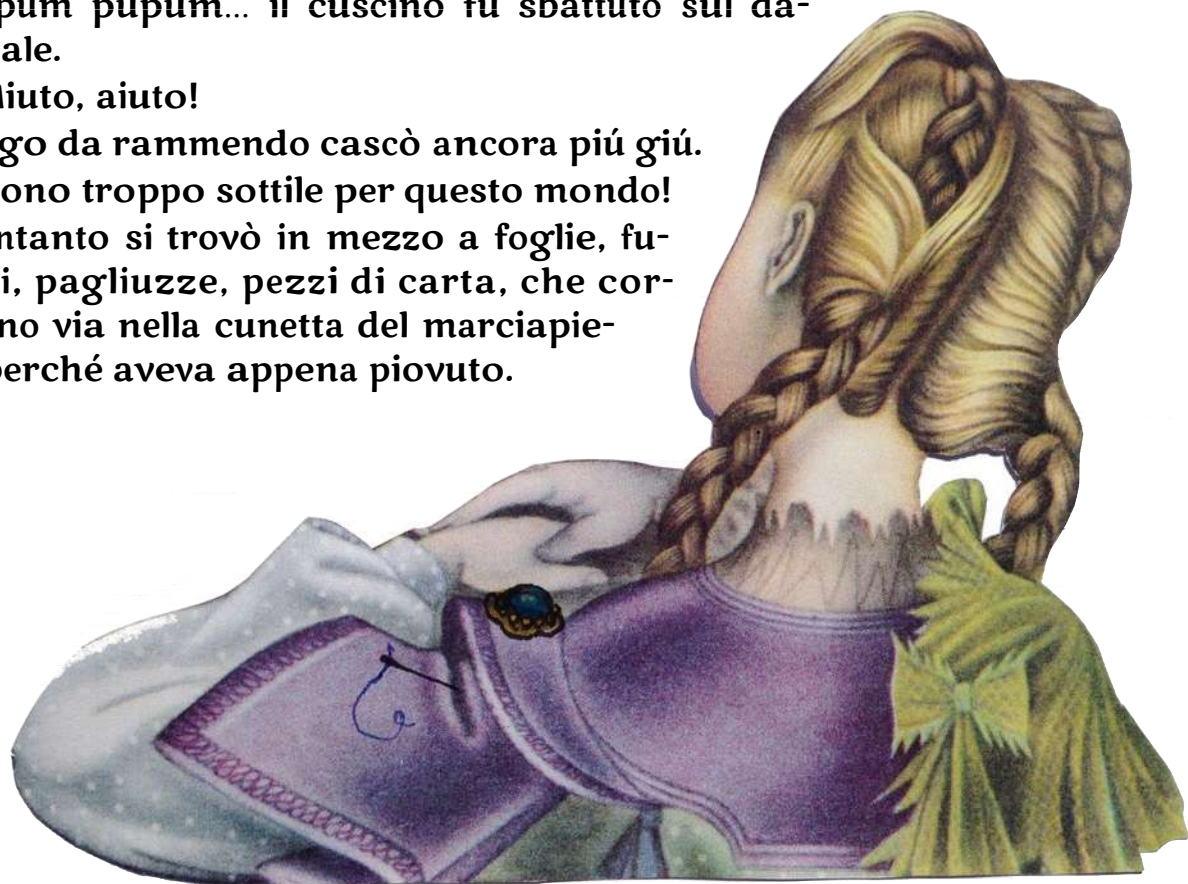 pum pupum... il cuscino fu sbattuto sul da-
ale.
iuto, aiuto!
go da rammendo cascò ancora piú giú.
ono troppo sottile per questo mondo!
ntanto si trovò in mezzo a foglie, fu-
i, pagliuzze, pezzi di carta, che cor-
no via nella cunetta del marciapie-
perché aveva appena piovuto.